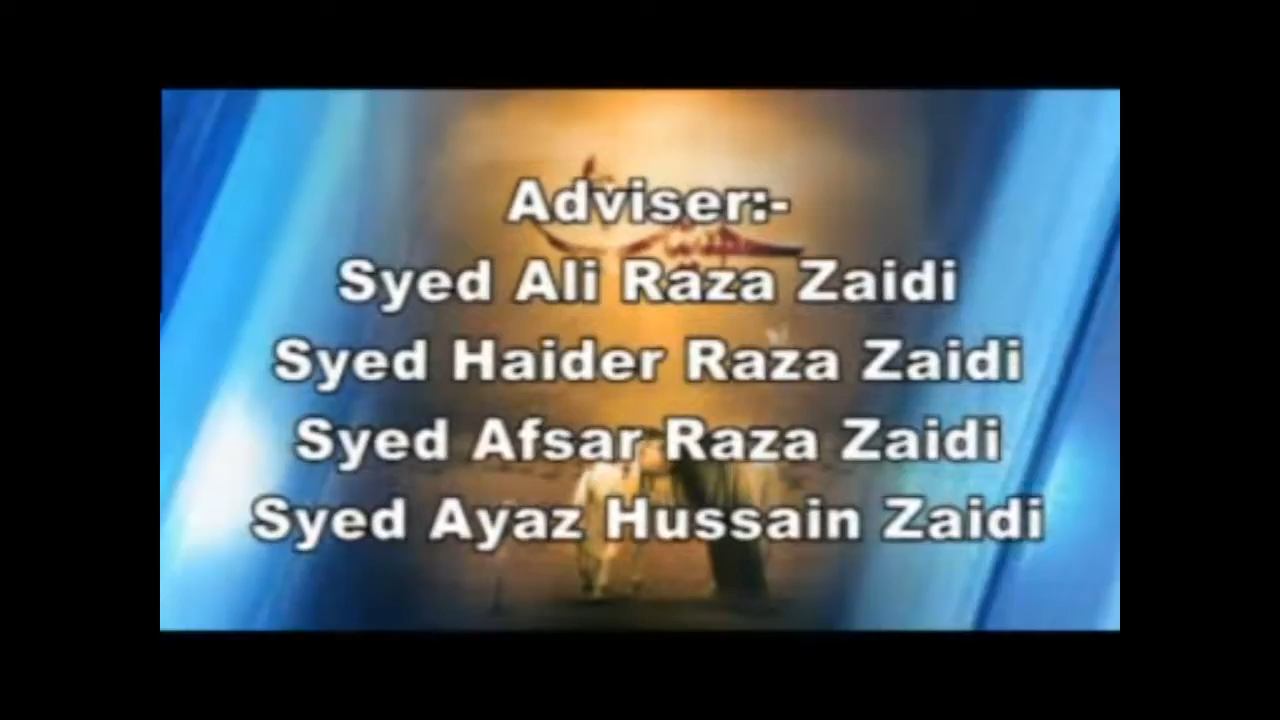 Adviser:-
Syed Ali Raza Zaidi
Syed Haider Raza Zaidi
Syed Afsar Raza Zaidi
Syed Ayaz Hussain Zaidi